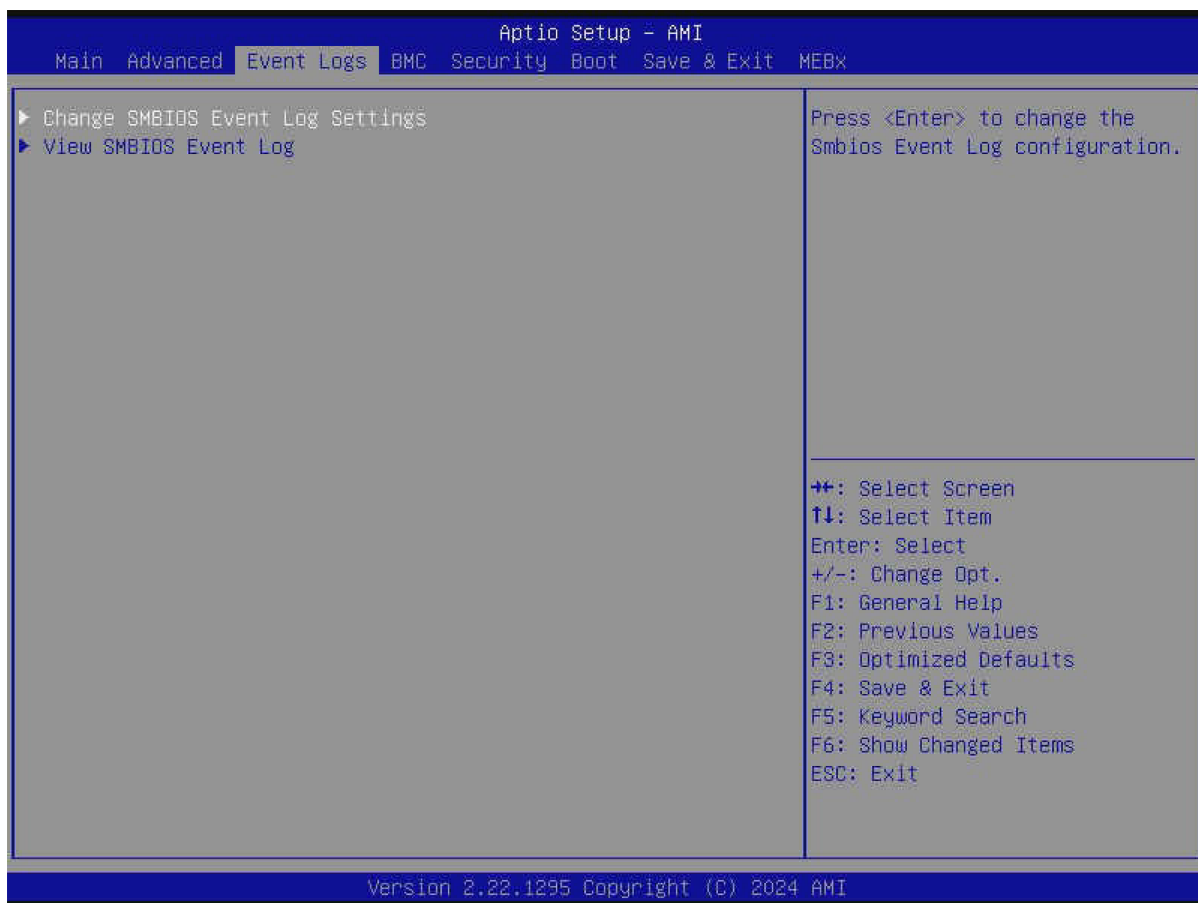 Aptio Setup – AMI
Main Advanced Event Logs BMC Security Boot Save & Exit MEBx
▶ Change SMBIOS Event Log Settings
▶ View SMBIOS Event Log
Press <Enter> to change the
Smbios Event Log configuration.
→←: Select Screen
↑↓: Select Item
Enter: Select
+/-: Change Opt.
F1: General Help
F2: Previous Values
F3: Optimized Defaults
F4: Save & Exit
F5: Keyword Search
F6: Show Changed Items
ESC: Exit
Version 2.22.1295 Copyright (C) 2024 AMI